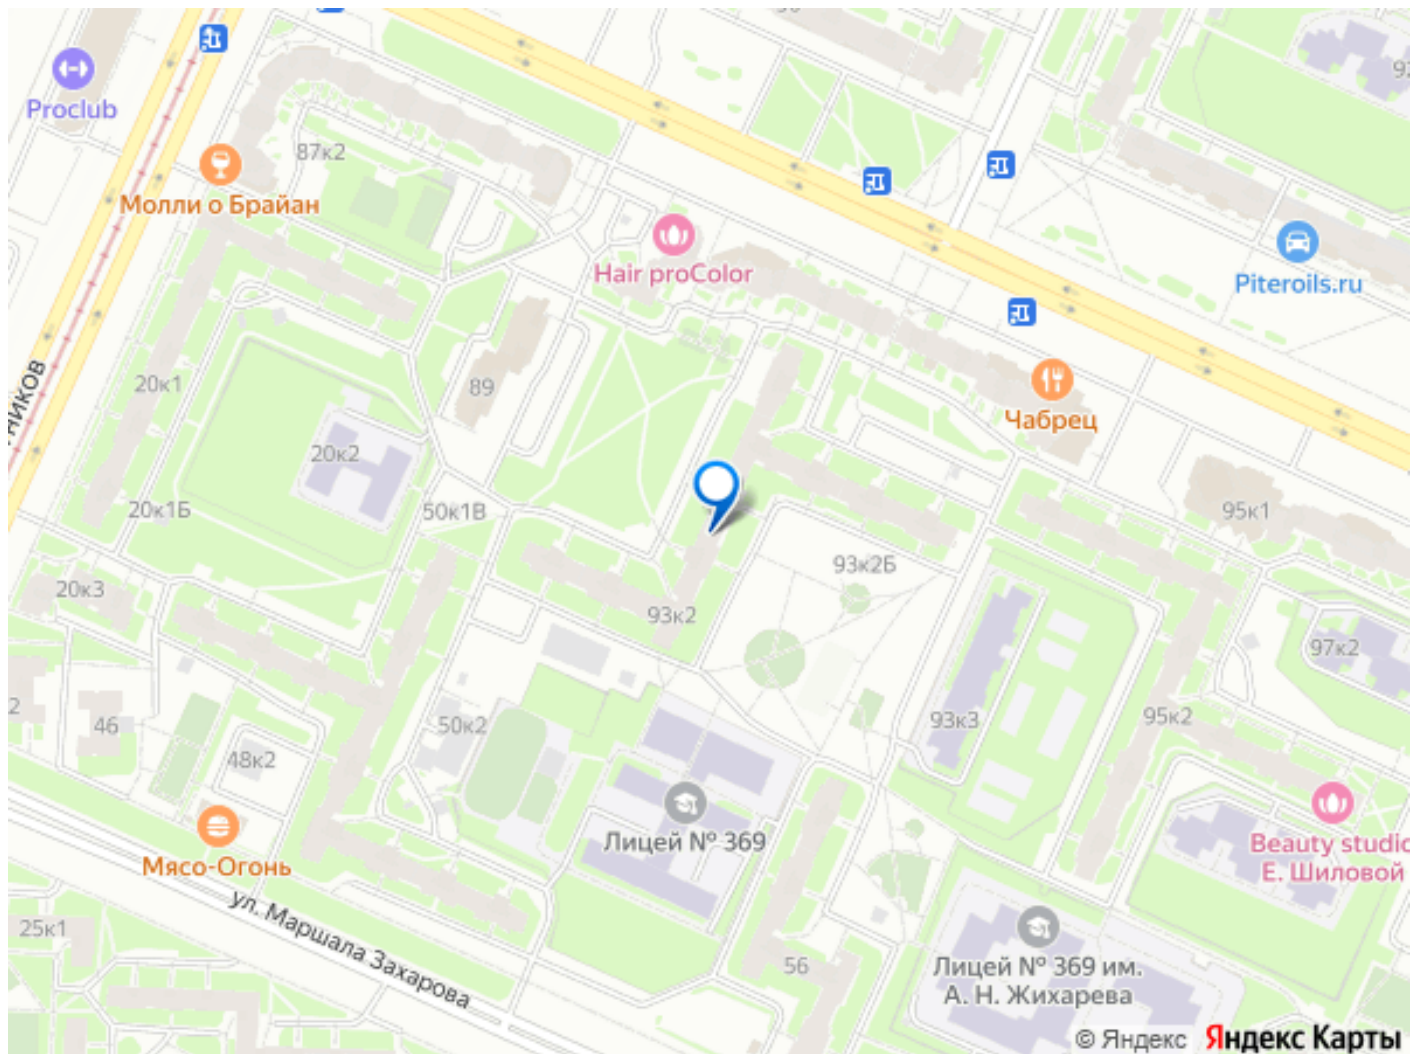 Proclub
87к2
Молли о Брайан
Hair proColor
Piteroils.ru
20к1
89
Чабрец
20к2
20к1Б
50к1В
95к1
93к2Б
20к3
93к2
97к2
46
50к2
93к3
95к2
48к2
Лицей № 369
Мясо-Огонь
Beauty studio
Е. Шиловой
ул. Маршала Захарова
25к1
56
Лицей № 369 им.
А. Н. Жихарева
© Яндекс Яндекс Карты